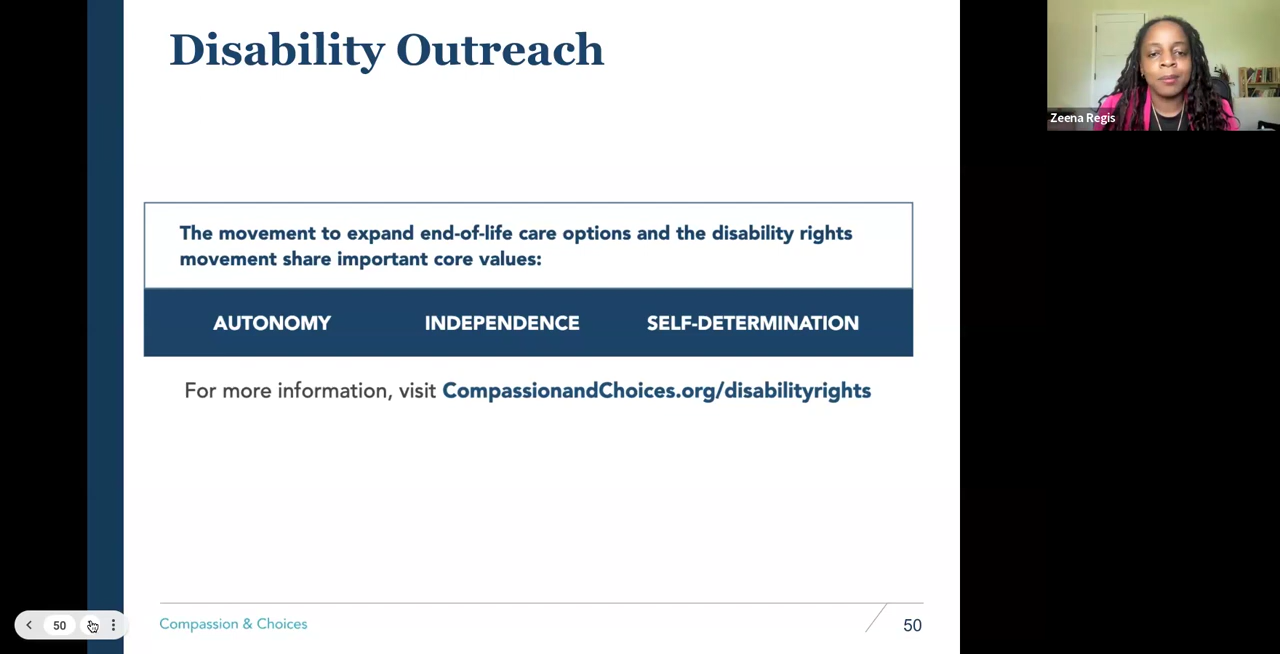 Disability Outreach
Zeena Regis
The movement to expand end-of-life care options and the disability rights
movement share important core values:
AUTONOMY INDEPENDENCE SELF-DETERMINATION
For more information, visit CompassionandChoices.org/disabilityrights
50
Compassion & Choices
50